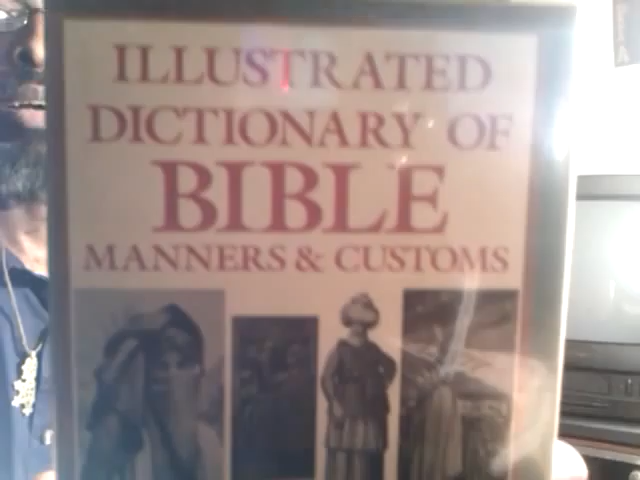 ILLUSTRATED
DICTIONARY OF
BIBLE
MANNERS & CUSTOMS